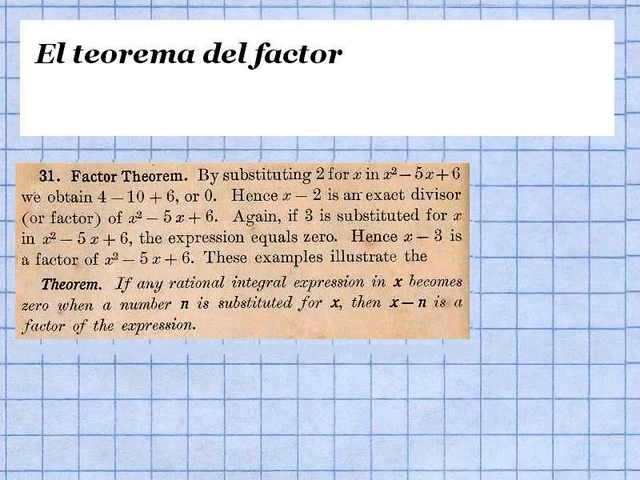 El teorema del factor
31. Factor Theorem. By substituting 2 for x in x² – 5x + 6
we obtain 4 – 10 + 6, or 0. Hence x – 2 is an exact divisor
(or factor) of x² – 5x + 6. Again, if 3 is substituted for x
in x² – 5x + 6, the expression equals zero. Hence x – 3 is
a factor of x² – 5x + 6. These examples illustrate the
Theorem. If any rational integral expression in x becomes
zero when a number n is substituted for x, then x – n is a
factor of the expression.